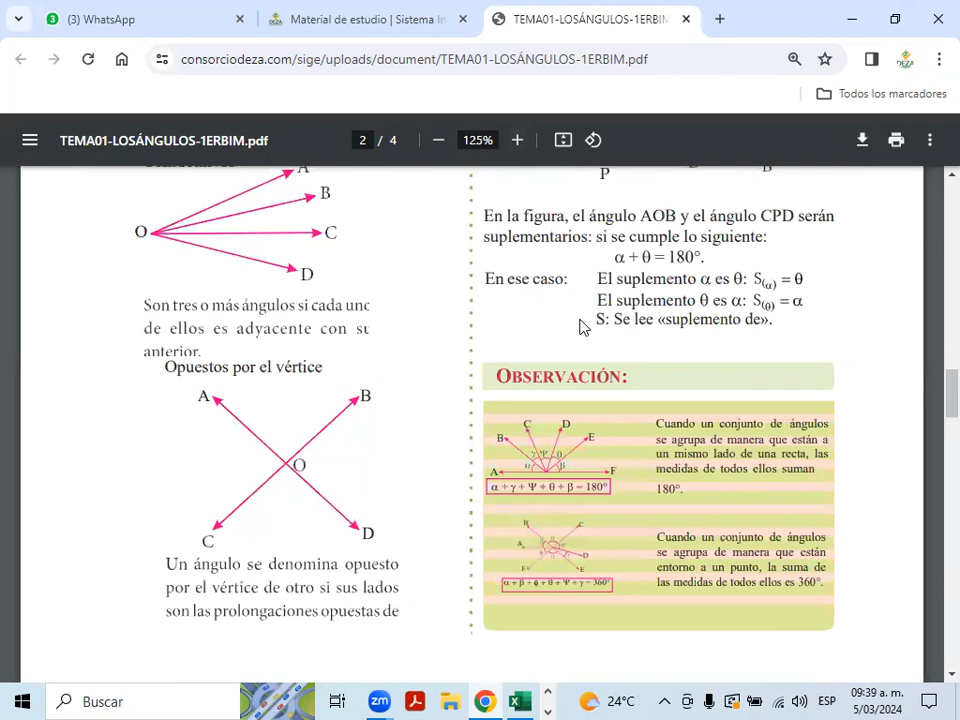 (3) WhatsApp
Material de estudio | Sistema In
TEMA01-LOSÁNGULOS-1ERBIM
consorciodeza.com/sige/uploads/document/TEMA01-LOSÁNGULOS-1ERBIM.pdf
DEZA
Todos los marcadores
TEMA01-LOSÁNGULOS-1ERBIM.pdf
2 / 4
125%
A
B
O
C
D
Son tres o más ángulos si cada unc
de ellos es adyacente con su
anterior.
Opuestos por el vértice
A
B
O
C
D
Un ángulo se denomina opuesto
por el vértice de otro si sus lados
son las prolongaciones opuestas de
P
B
En la figura, el ángulo AOB y el ángulo CPD serán
suplementarios: si se cumple lo siguiente:
α + θ = 180°.
En ese caso: El suplemento α es θ: S(α) = θ
El suplemento θ es α: S(θ) = α
S: Se lee «suplemento de».
OBSERVACIÓN:
C
D
B
E
γ Ψ θ
α β
A
F
α + γ + Ψ + θ + β = 180°
Cuando un conjunto de ángulos
se agrupa de manera que están a
un mismo lado de una recta, las
medidas de todos ellos suman
180°.
B
C
A
D
F
E
α + β + ϕ + θ + Ψ + γ = 360°
Cuando un conjunto de ángulos
se agrupa de manera que están
entorno a un punto, la suma de
las medidas de todos ellos es 360°.
Buscar
zm
24°C
ESP
09:39 a. m.
5/03/2024